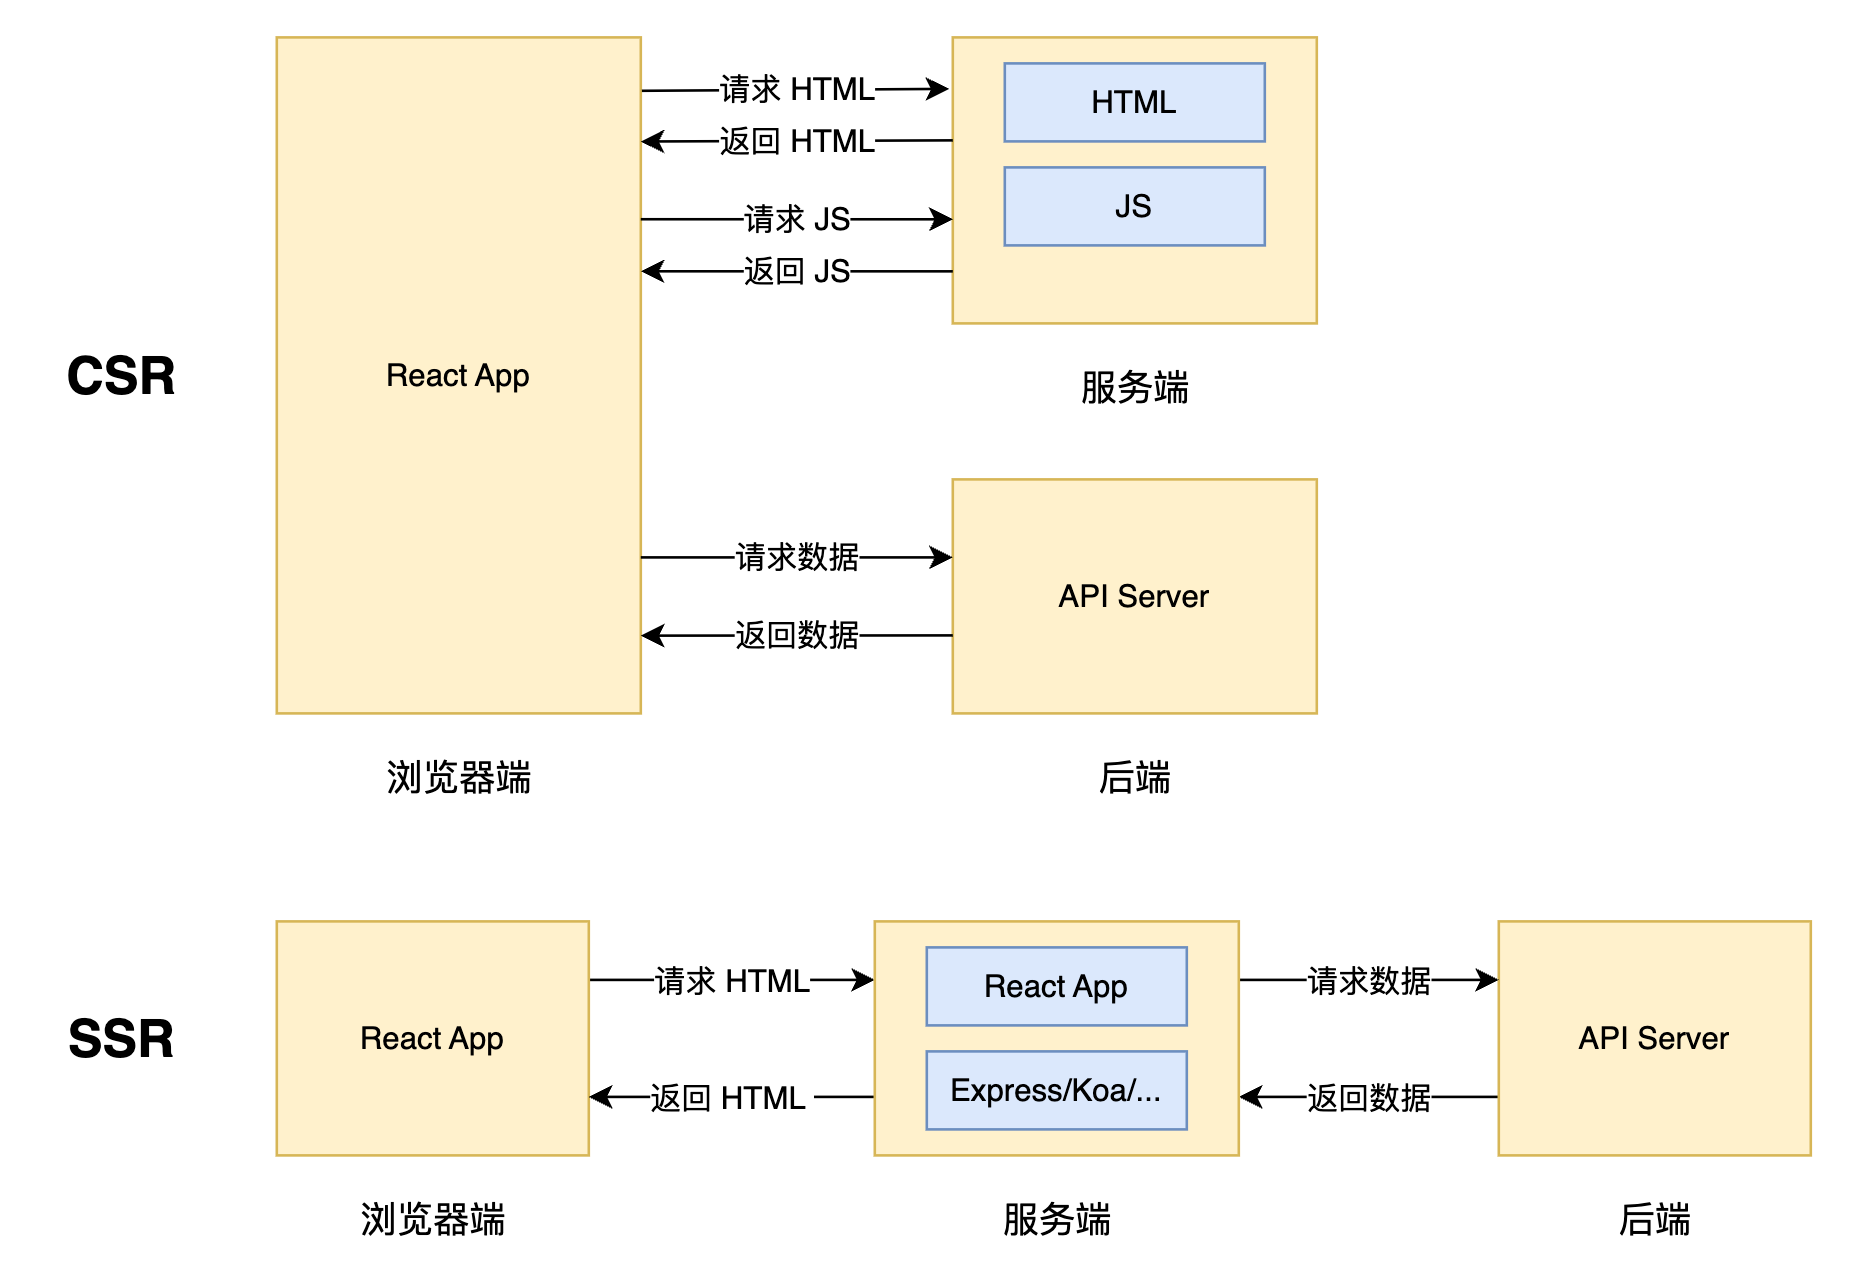 请求 HTML
HTML
返回 HTML
JS
请求 JS
返回 JS
CSR
React App
服务端
请求数据
API Server
返回数据
浏览器端
后端
请求 HTML
React App
请求数据
SSR
React App
API Server
返回 HTML
Express/Koa/...
返回数据
浏览器端
服务端
后端